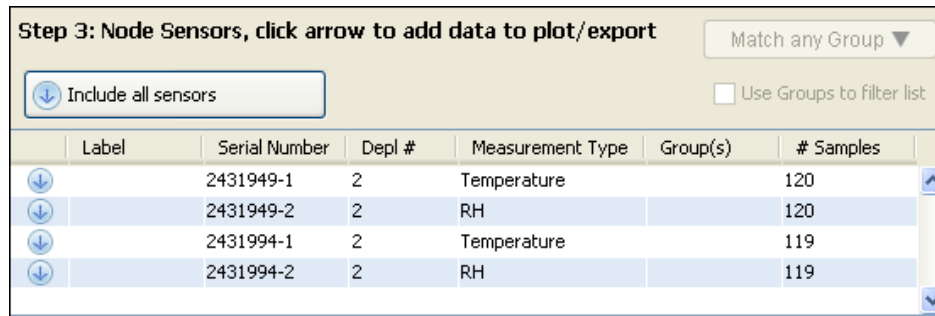 Step 3: Node Sensors, click arrow to add data to plot/export
Match any Group ▼
Include all sensors
Use Groups to filter list
Label Serial Number Depl # Measurement Type Group(s) # Samples
2431949-1 2 Temperature 120
2431949-2 2 RH 120
2431994-1 2 Temperature 119
2431994-2 2 RH 119